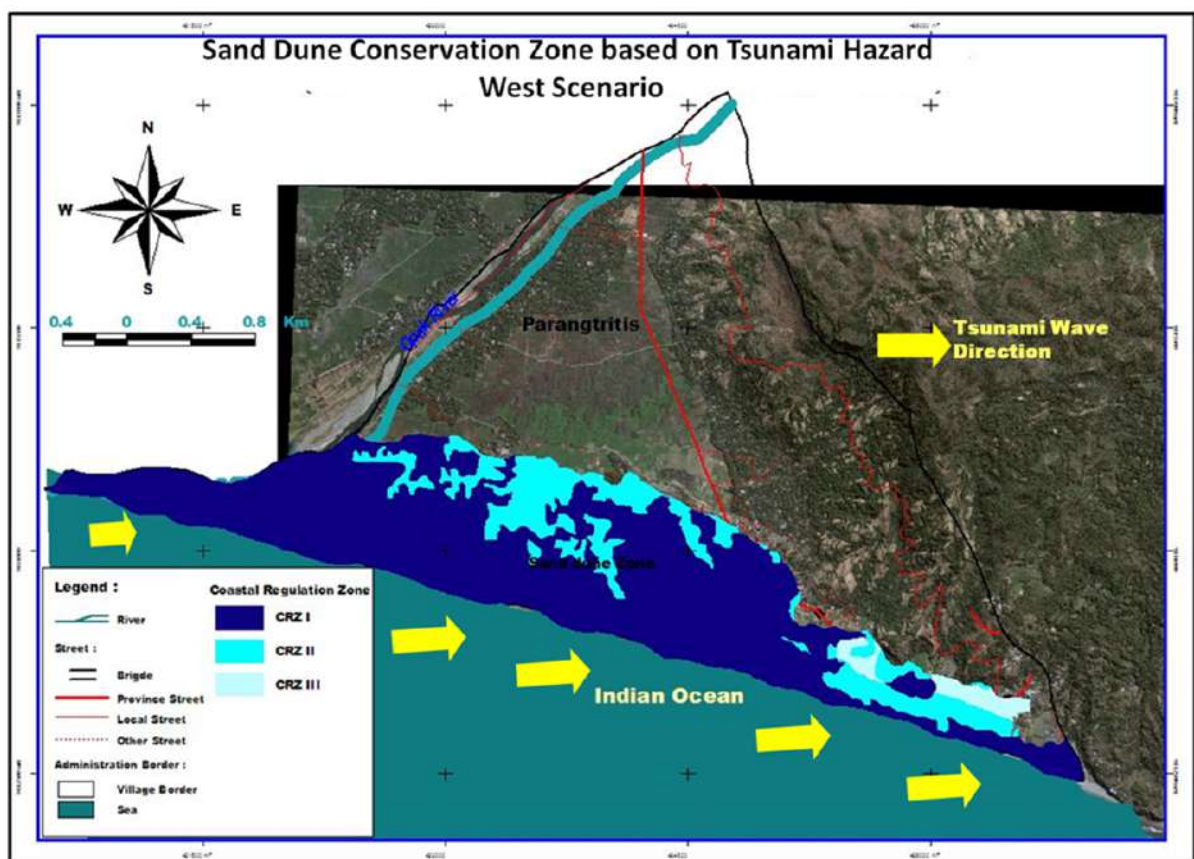 Sand Dune Conservation Zone based on Tsunami Hazard
West Scenario
N
W
E
S
0.4 0 0.4 0.8 Km
River
Parangtritis
Tsunami Wave
Direction
Sand dune Zone
Indian Ocean
Legend :
River
Street :
Brigde
Province Street
Local Street
Other Street
Administration Border :
Village Border
Sea
Coastal Regulation Zone
CRZ I
CRZ II
CRZ III